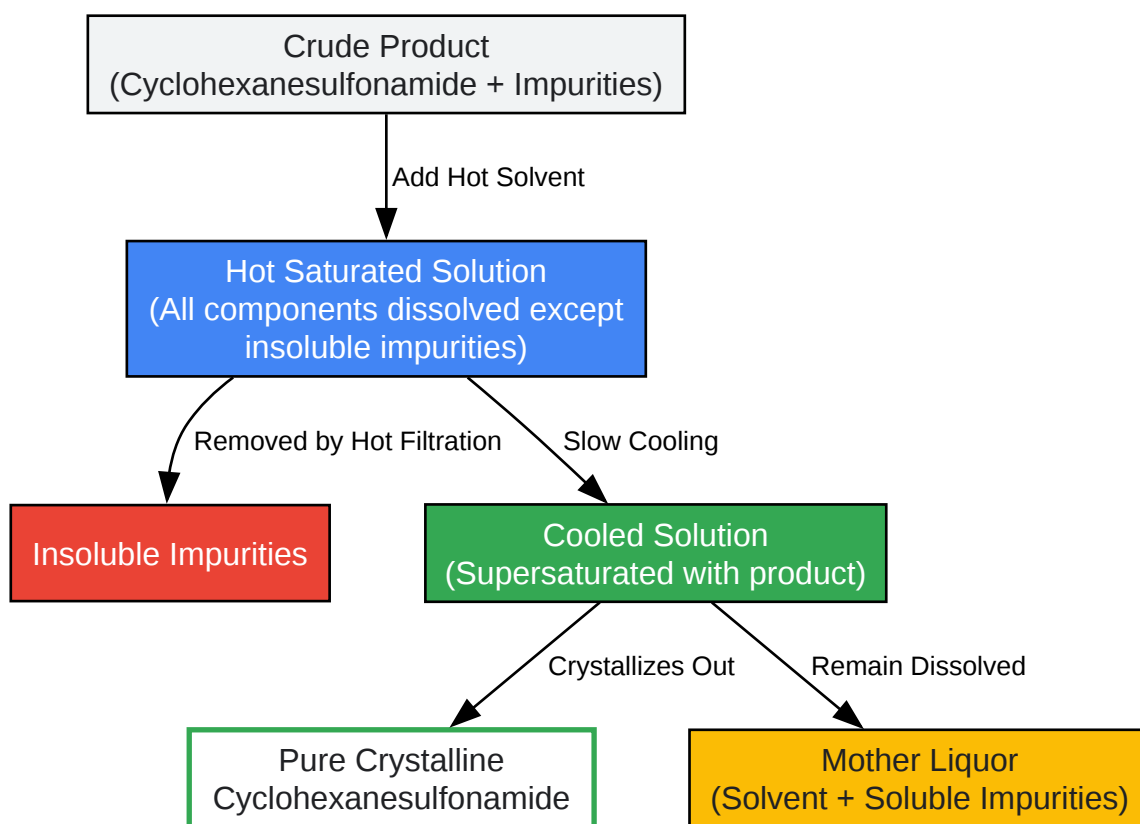 Crude Product
(Cyclohexanesulfonamide + Impurities)
Add Hot Solvent
Hot Saturated Solution
(All components dissolved except
insoluble impurities)
Removed by Hot Filtration
Slow Cooling
Insoluble Impurities
Cooled Solution
(Supersaturated with product)
Crystallizes Out
Remain Dissolved
Pure Crystalline
Cyclohexanesulfonamide
Mother Liquor
(Solvent + Soluble Impurities)